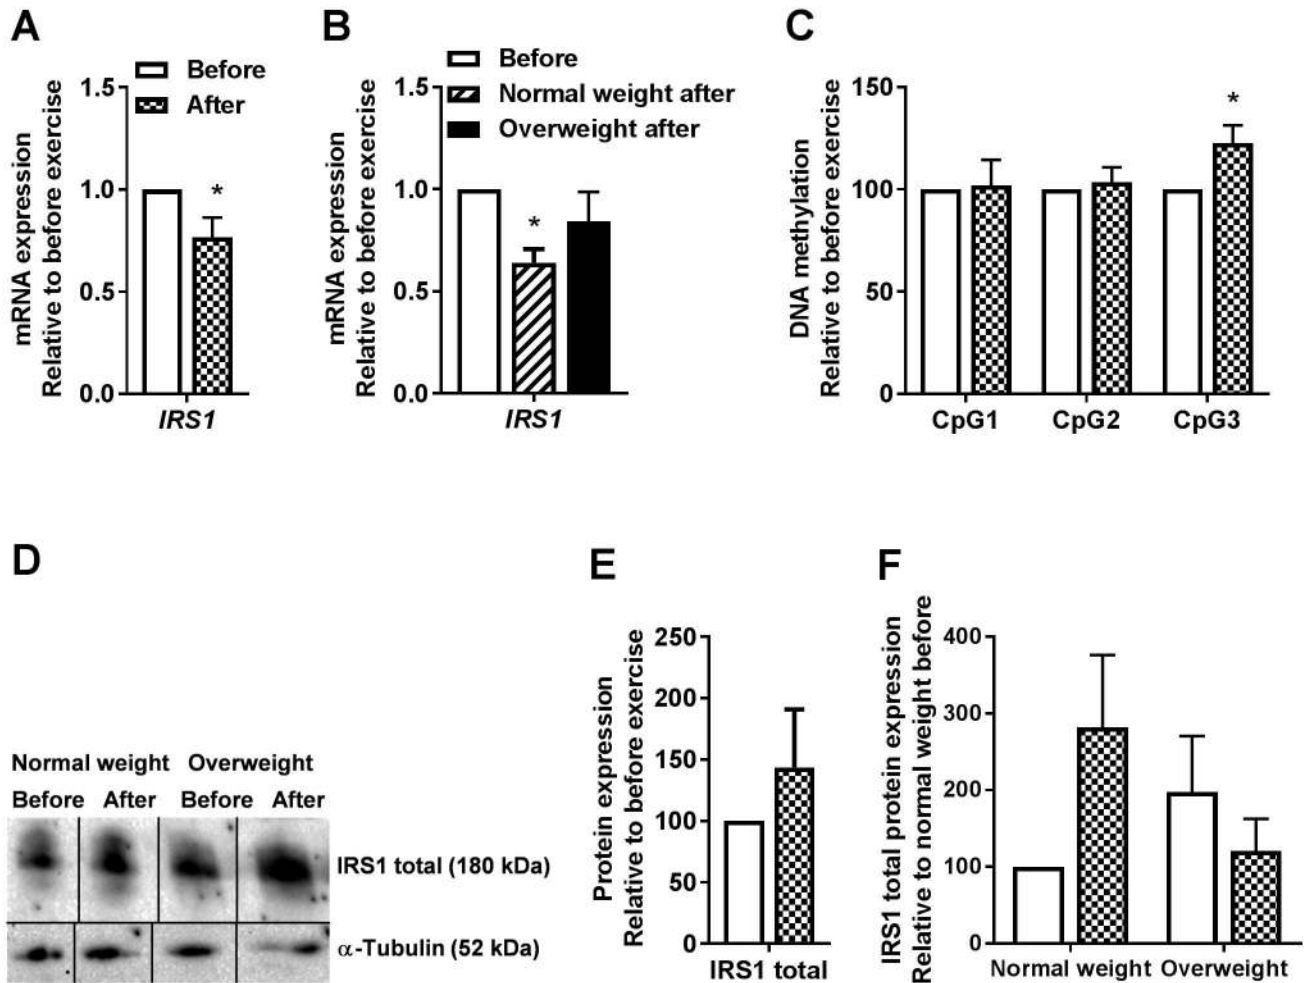 A
mRNA expression
Relative to before exercise
Before
After
1.5
1.0
0.5
0.0
*
IRS1
B
mRNA expression
Relative to before exercise
Before
Normal weight after
Overweight after
1.5
1.0
0.5
0.0
*
IRS1
C
DNA methylation
Relative to before exercise
150
100
50
0
*
CpG1 CpG2 CpG3
D
Normal weight Overweight
Before After Before After
IRS1 total (180 kDa)
α-Tubulin (52 kDa)
E
Protein expression
Relative to before exercise
250
200
150
100
50
0
IRS1 total
F
IRS1 total protein expression
Relative to normal weight before
400
300
200
100
0
Normal weight Overweight